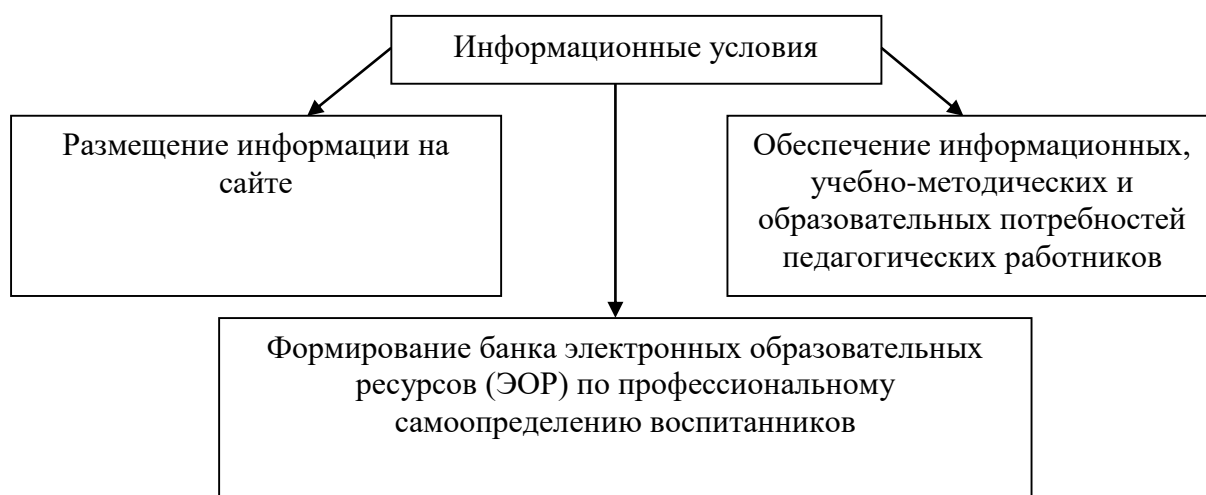 Информационные условия
Размещение информации на
сайте
Обеспечение информационных,
учебно-методических и
образовательных потребностей
педагогических работников
Формирование банка электронных образовательных
ресурсов (ЭОР) по профессиональному
самоопределению воспитанников